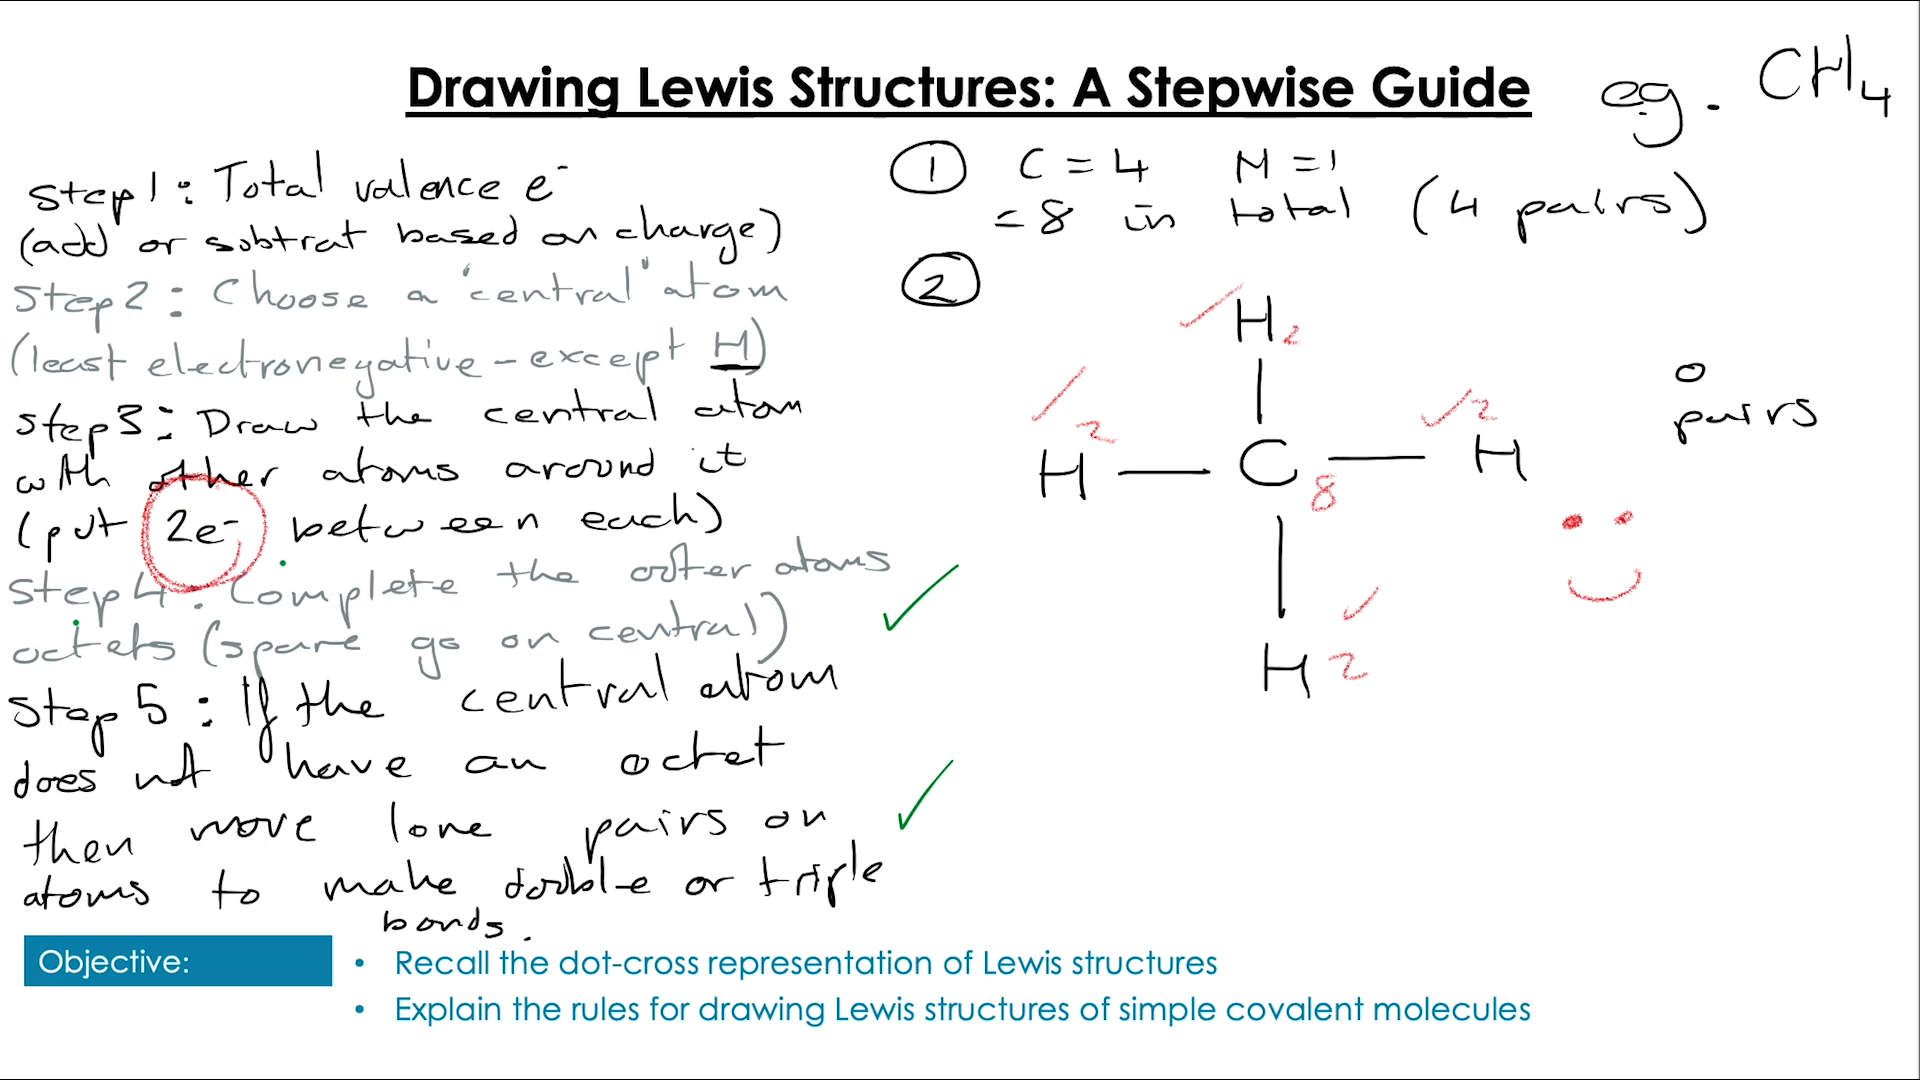 Drawing Lewis Structures: A Stepwise Guide
eg. CH4
Step 1: Total valence e-
(add or subtrat based on charge)
Step 2: Choose a "central" atom
(least electronegative - except H)
Step 3: Draw the central atom
with other atoms around it
(put 2e- between each)
Step 4: Complete the outer atoms
octets (spare go on central)
Step 5: If the central atom
does not have an octet
then move lone pairs on
atoms to make double or triple
bonds.
1 C = 4 H = 1
= 8 in total (4 pairs)
2
H 2
H 2 C 8 H 2
H 2
0
pairs
Objective:
• Recall the dot-cross representation of Lewis structures
• Explain the rules for drawing Lewis structures of simple covalent molecules